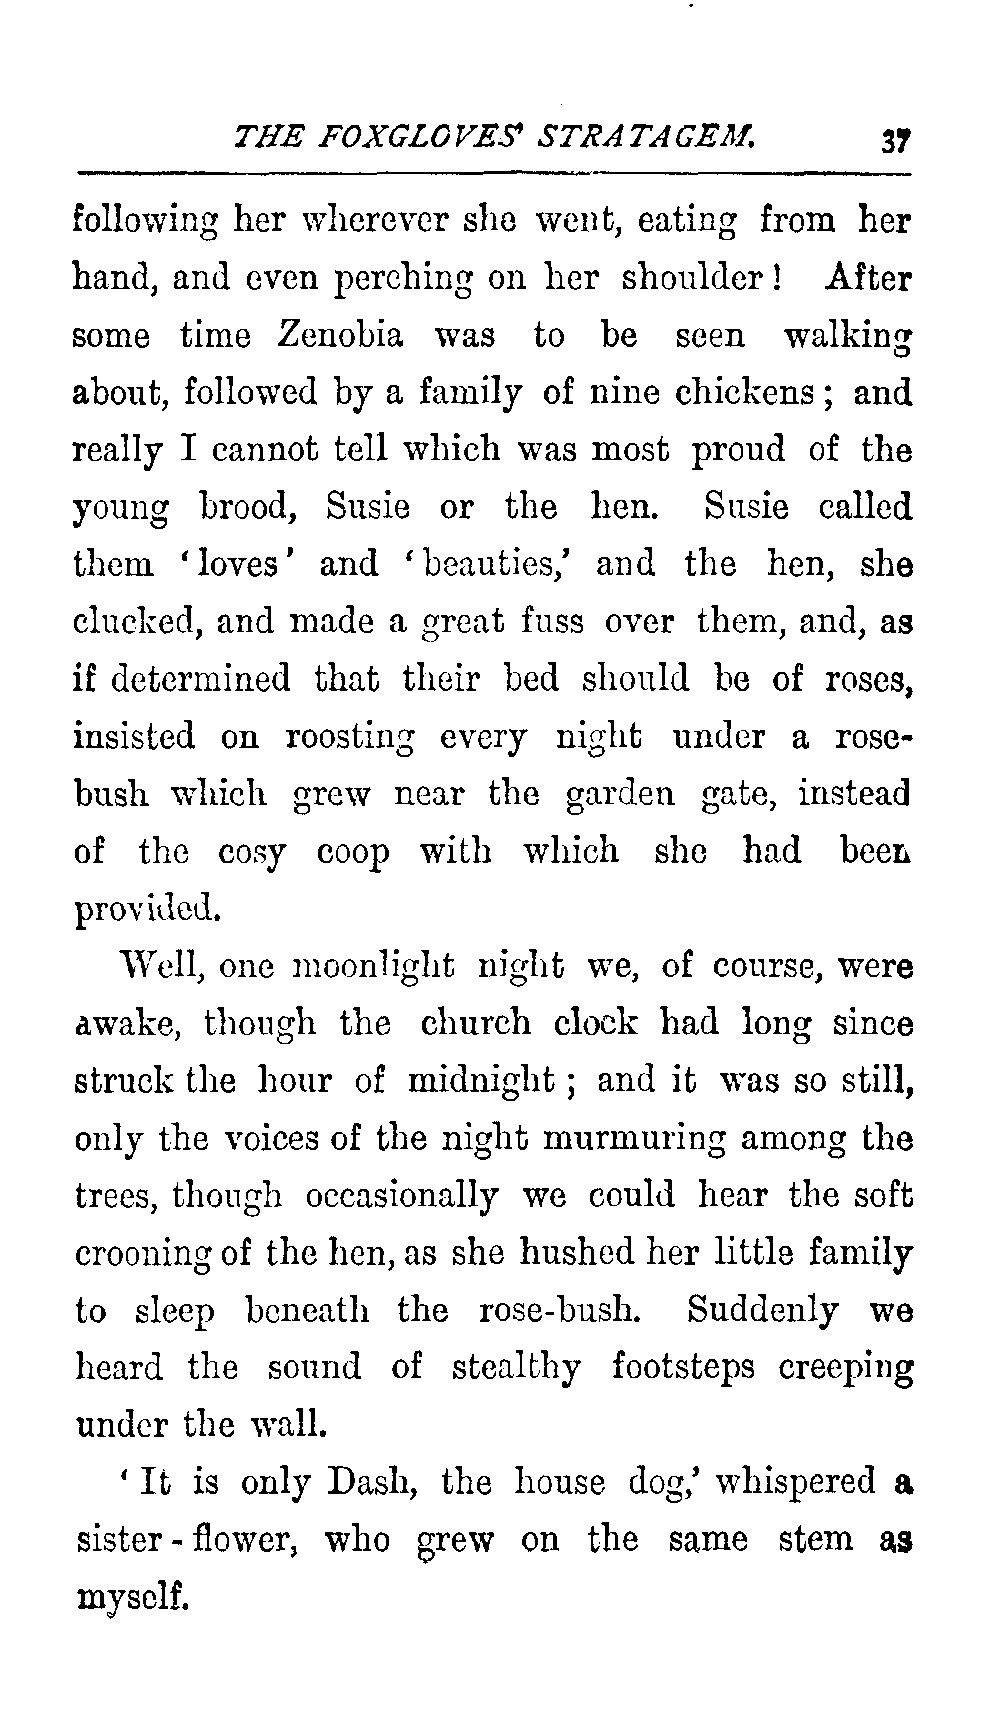 THE FOXGLOVES' STRATAGEM. 37
following her wherever she went, eating from her
hand, and even perching on her shoulder! After
some time Zenobia was to be seen walking
about, followed by a family of nine chickens; and
really I cannot tell which was most proud of the
young brood, Susie or the hen. Susie called
them 'loves' and 'beauties,' and the hen, she
clucked, and made a great fuss over them, and, as
if determined that their bed should be of roses,
insisted on roosting every night under a rose-
bush which grew near the garden gate, instead
of the cosy coop with which she had been
provided.
Well, one moonlight night we, of course, were
awake, though the church clock had long since
struck the hour of midnight; and it was so still,
only the voices of the night murmuring among the
trees, though occasionally we could hear the soft
crooning of the hen, as she hushed her little family
to sleep beneath the rose-bush. Suddenly we
heard the sound of stealthy footsteps creeping
under the wall.
'It is only Dash, the house dog,' whispered a
sister-flower, who grew on the same stem as
myself.